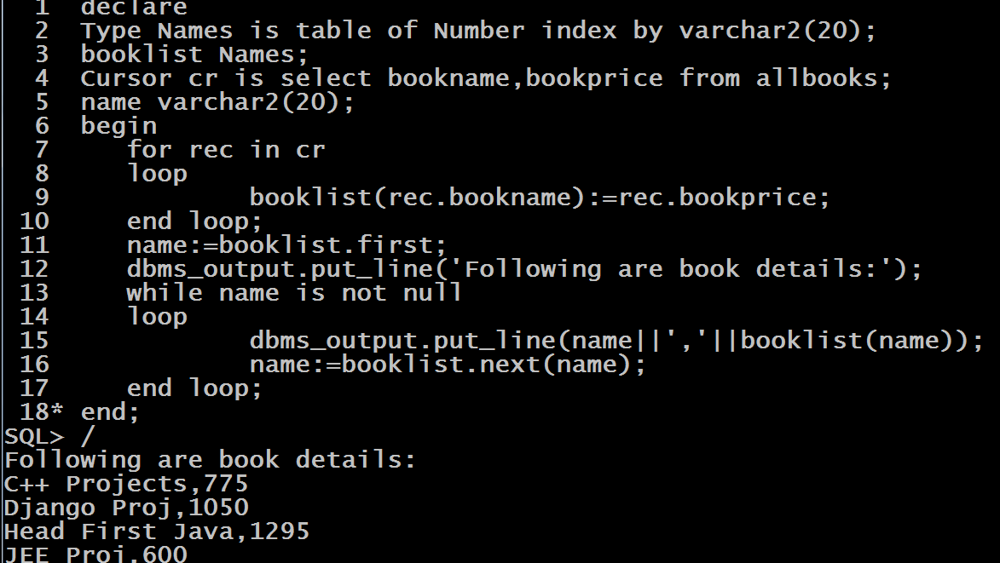 1 declare
2 Type Names is table of Number index by varchar2(20);
3 booklist Names;
4 Cursor cr is select bookname,bookprice from allbooks;
5 name varchar2(20);
6 begin
7 for rec in cr
8 loop
9 booklist(rec.bookname):=rec.bookprice;
10 end loop;
11 name:=booklist.first;
12 dbms_output.put_line('Following are book details:');
13 while name is not null
14 loop
15 dbms_output.put_line(name||','||booklist(name));
16 name:=booklist.next(name);
17 end loop;
18* end;
SQL> /
Following are book details:
C++ Projects,775
Django Proj,1050
Head First Java,1295
JEE Proj,600